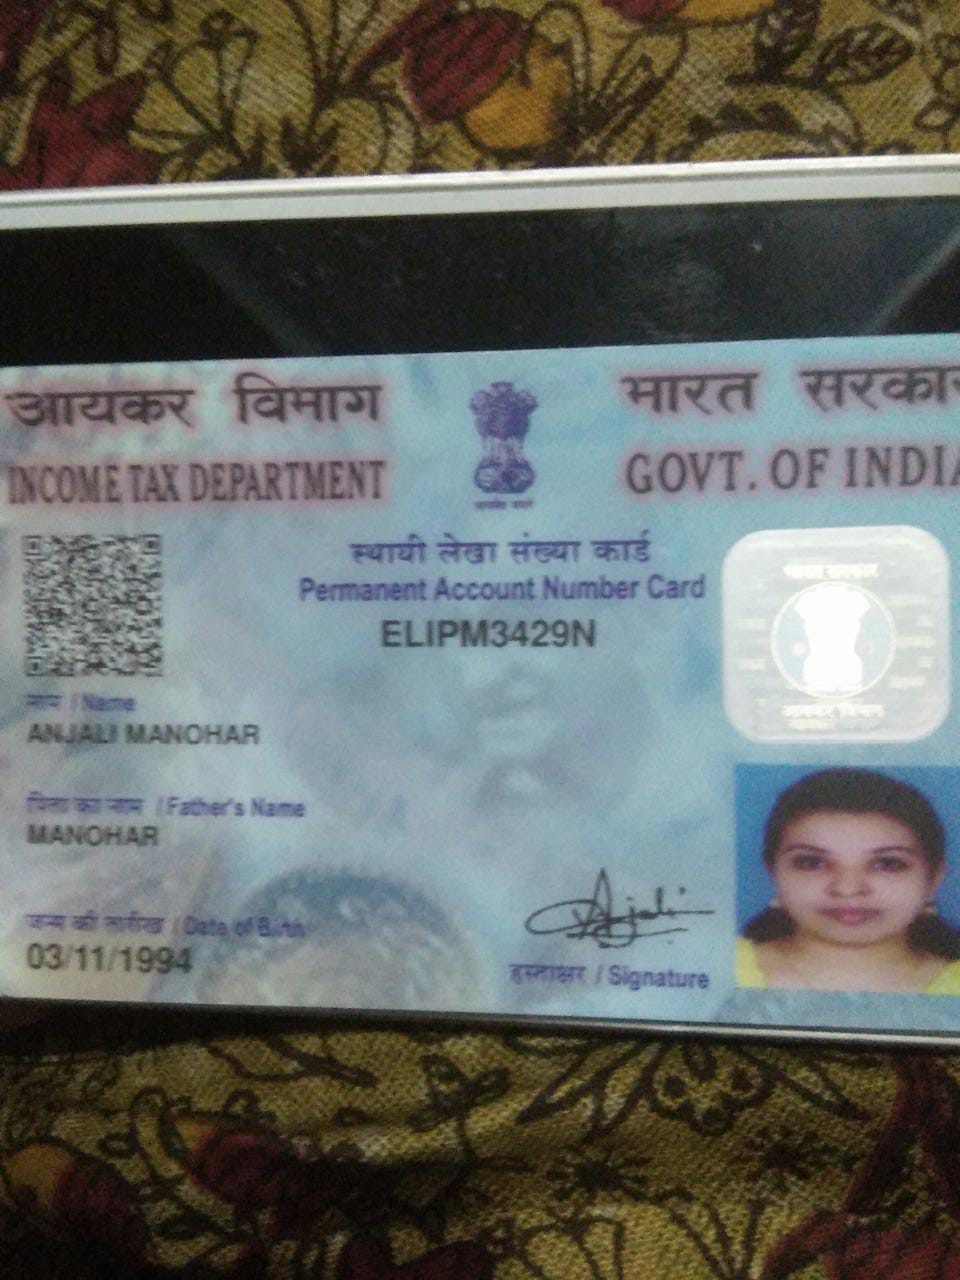 आयकर विभाग
INCOME TAX DEPARTMENT
भारत सरकार
GOVT. OF INDIA
स्थायी लेखा संख्या कार्ड
Permanent Account Number Card
ELIPM3429N
नाम / Name
ANJALI MANOHAR
पिता का नाम / Father's Name
MANOHAR
जन्म की तारीख / Date of Birth
03/11/1994
Anjali
हस्ताक्षर / Signature